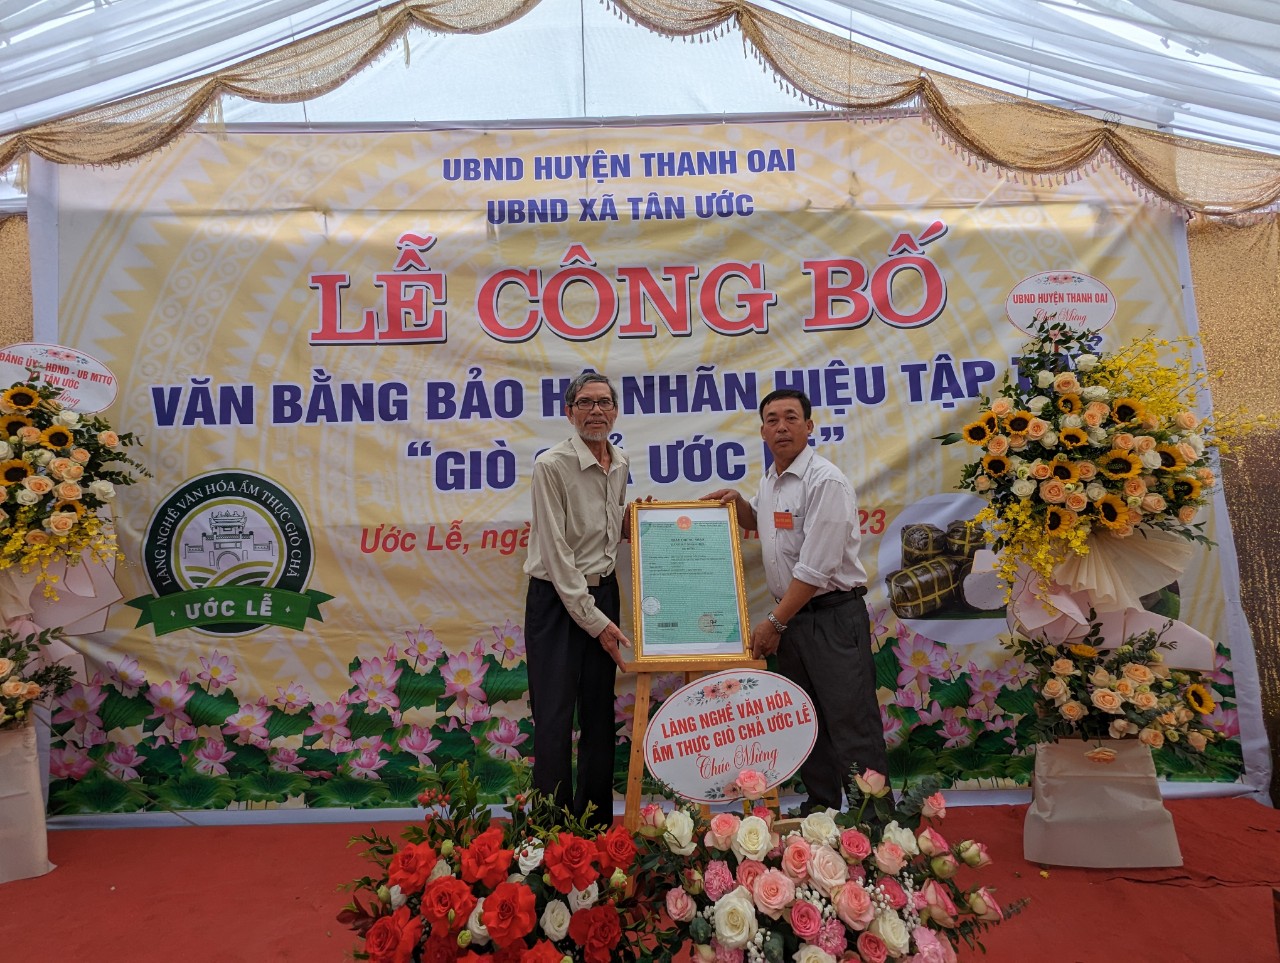 UBND HUYỆN THANH OAI
UBND XÃ TÂN ƯỚC
LỄ CÔNG BỐ
VĂN BẰNG BẢO HỘ NHÃN HIỆU TẬP
“GIÒ ƯỚC
Ước Lễ,
23
LÀNG NGHỀ VĂN HÓA ẨM THỰC GIÒ CHẢ
ƯỚC LỄ
ĐẢNG ỦY - HĐND - UB MTTQ
TÂN ƯỚC
UBND HUYỆN THANH OAI
Chúc Mừng
LÀNG NGHỀ VĂN HÓA
ẨM THỰC GIÒ CHẢ ƯỚC LỄ
Chúc Mừng